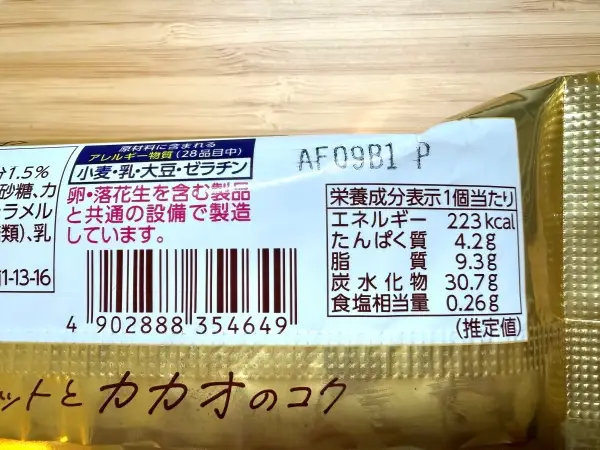 原材料に含まれる
アレルギー物質(28品目中)
小麦・乳・大豆・ゼラチン
卵・落花生を含む製品
と共通の設備で製造
しています。
AF09B1 P
分1.5%
砂糖、カ
ラメル
類)、乳
1-13-16
栄養成分表示1個当たり
エネルギー 223kcal
たんぱく質 4.2g
脂質 9.3g
炭水化物 30.7g
食塩相当量 0.26g
(推定値)
4 902888 354649
ットとカカオのコク